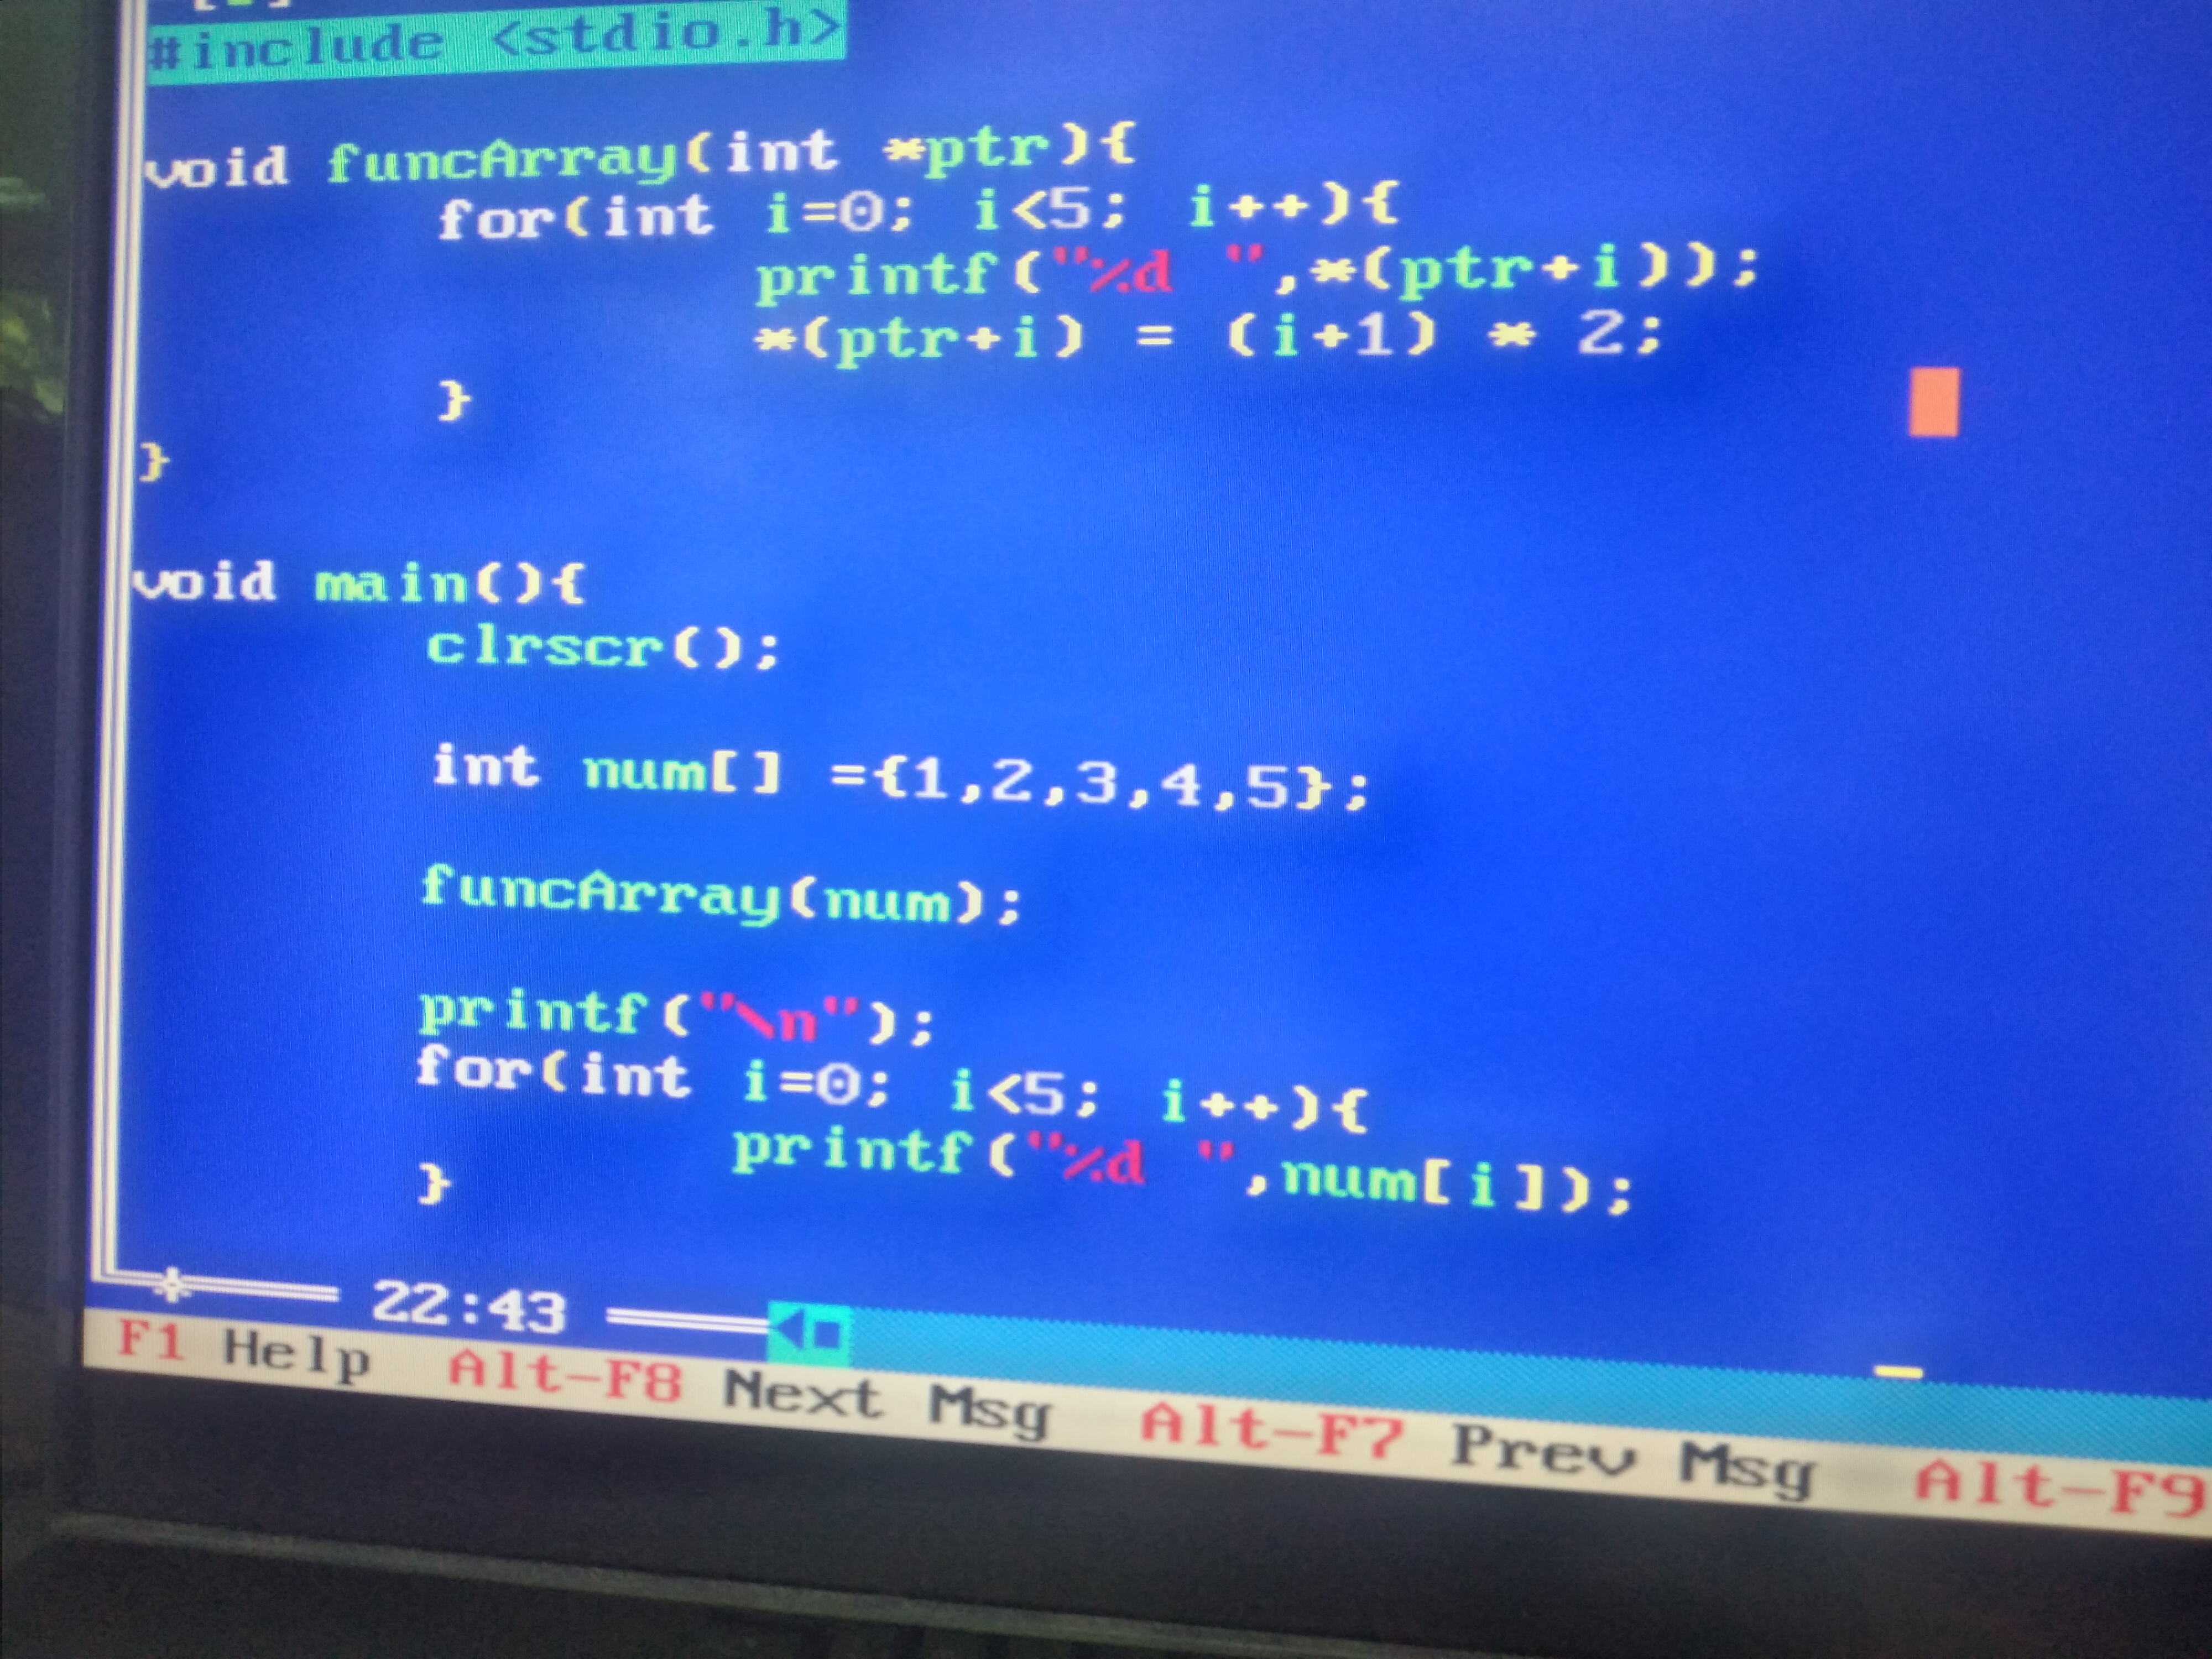 #include <stdio.h>
void funcArray(int *ptr){
for(int i=0; i<5; i++){
printf("%d ",*(ptr+i));
*(ptr+i) = (i+1) * 2;
}
}
void main(){
clrscr();
int num[] ={1,2,3,4,5};
funcArray(num);
printf("\n");
for(int i=0; i<5; i++){
printf("%d ",num[i]);
}
22:43
F1 Help Alt-F8 Next Msg Alt-F7 Prev Msg Alt-F9